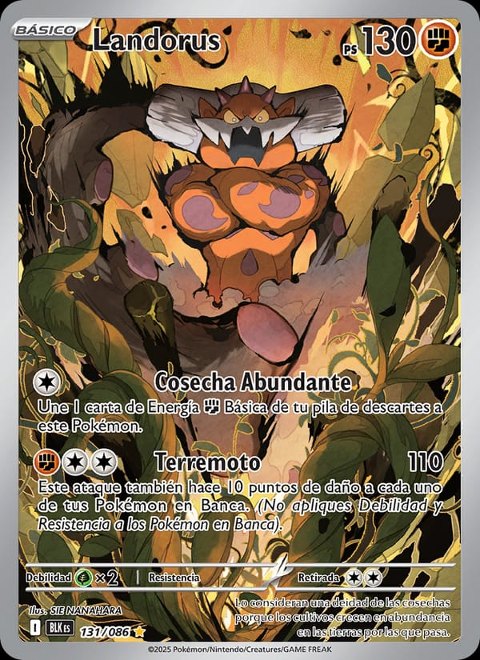 BÁSICO
Landorus
PS 130
Cosecha Abundante
Une 1 carta de Energía Básica de tu pila de descartes a
este Pokémon.
Terremoto 110
Este ataque también hace 10 puntos de daño a cada uno
de tus Pokémon en Banca. (No apliques Debilidad y
Resistencia a los Pokémon en Banca).
Debilidad ×2 Resistencia Retirada
Ilus. SIE NANAHARA
I BLK ES 131/086
Lo consideran una deidad de las cosechas
porque los cultivos crecen en abundancia
en las tierras por las que pasa.
©2025 Pokémon/Nintendo/Creatures/GAME FREAK